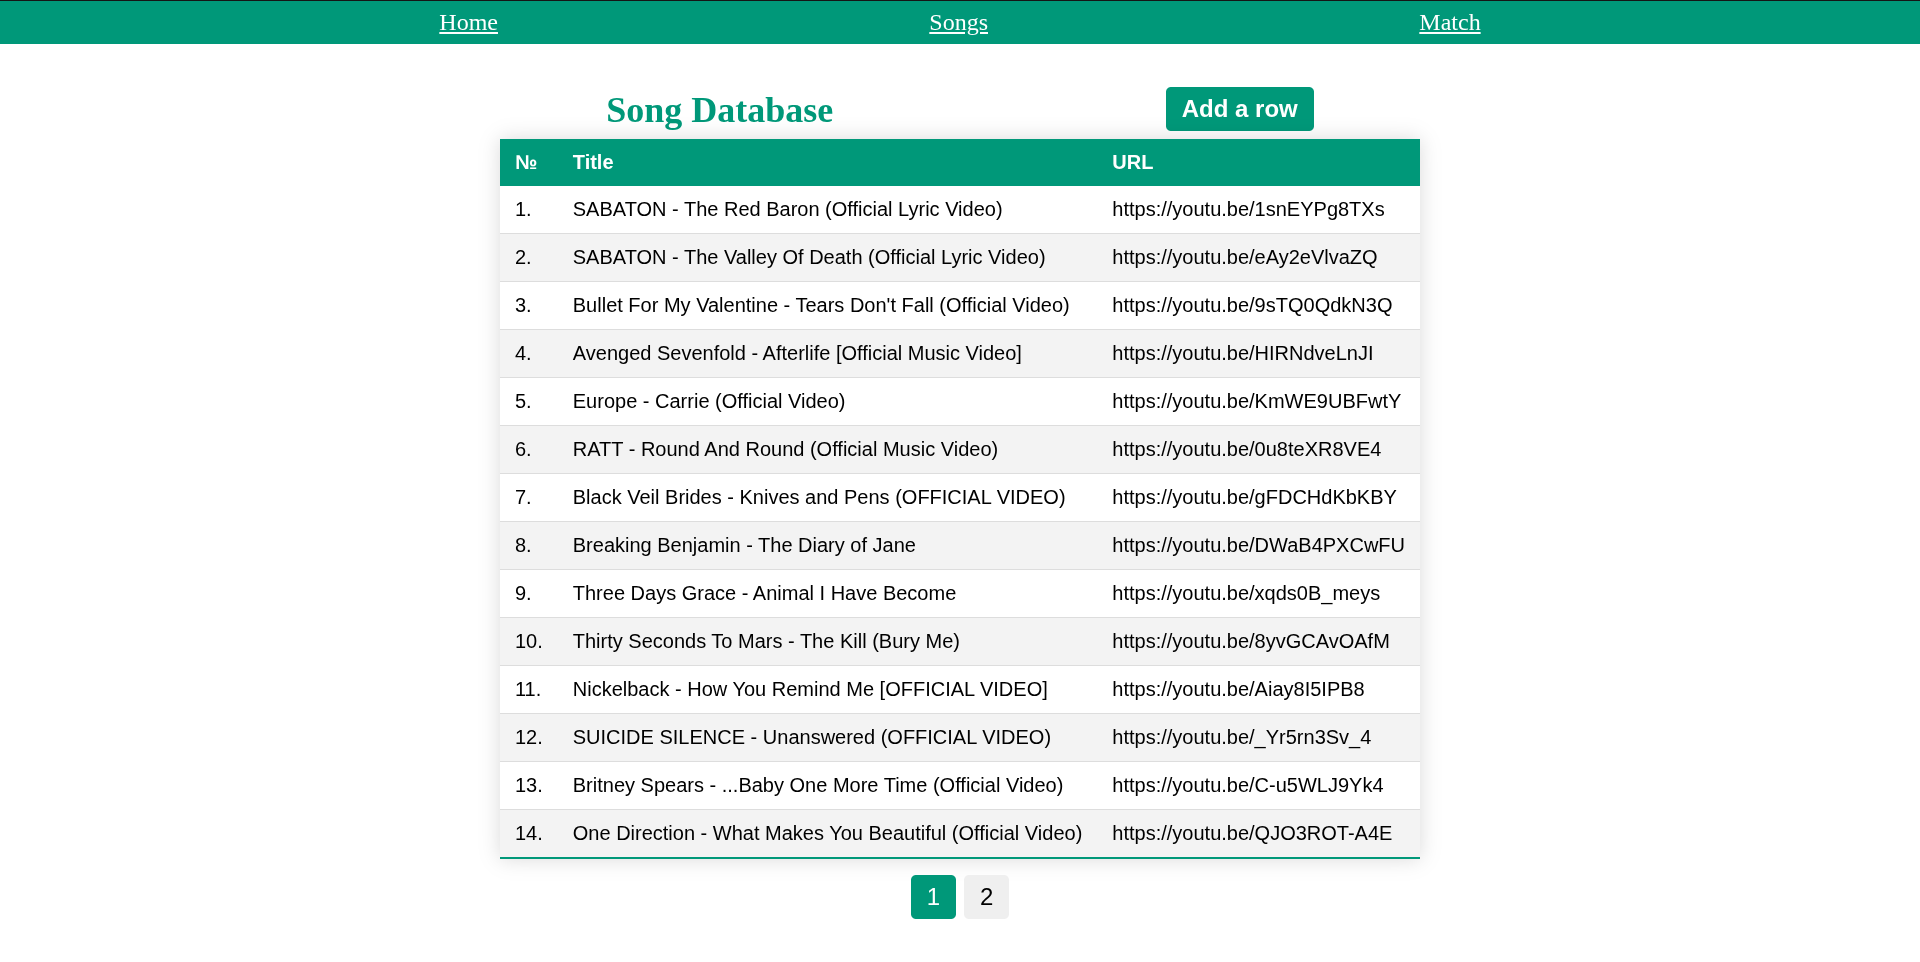 Home Songs Match
Song Database Add a row
№ Title URL
1. SABATON - The Red Baron (Official Lyric Video) https://youtu.be/1snEYPg8TXs
2. SABATON - The Valley Of Death (Official Lyric Video) https://youtu.be/eAy2eVlvaZQ
3. Bullet For My Valentine - Tears Don't Fall (Official Video) https://youtu.be/9sTQ0QdkN3Q
4. Avenged Sevenfold - Afterlife [Official Music Video] https://youtu.be/HIRNdveLnJI
5. Europe - Carrie (Official Video) https://youtu.be/KmWE9UBFwtY
6. RATT - Round And Round (Official Music Video) https://youtu.be/0u8teXR8VE4
7. Black Veil Brides - Knives and Pens (OFFICIAL VIDEO) https://youtu.be/gFDCHdKbKBY
8. Breaking Benjamin - The Diary of Jane https://youtu.be/DWaB4PXCwFU
9. Three Days Grace - Animal I Have Become https://youtu.be/xqds0B_meys
10. Thirty Seconds To Mars - The Kill (Bury Me) https://youtu.be/8yvGCAvOAfM
11. Nickelback - How You Remind Me [OFFICIAL VIDEO] https://youtu.be/Aiay8I5IPB8
12. SUICIDE SILENCE - Unanswered (OFFICIAL VIDEO) https://youtu.be/_Yr5rn3Sv_4
13. Britney Spears - ...Baby One More Time (Official Video) https://youtu.be/C-u5WLJ9Yk4
14. One Direction - What Makes You Beautiful (Official Video) https://youtu.be/QJO3ROT-A4E
1 2